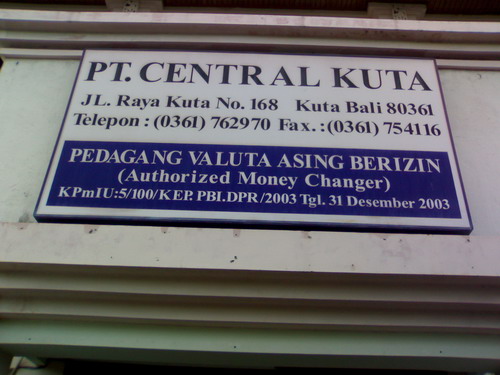 PT. CENTRAL KUTA
JL. Raya Kuta No. 168 Kuta Bali 80361
Telepon : (0361) 762970 Fax. : (0361) 754116
PEDAGANG VALUTA ASING BERIZIN
(Authorized Money Changer)
KPmIU:5/100/KEP. PBI.DPR/2003 Tgl. 31 Desember 2003